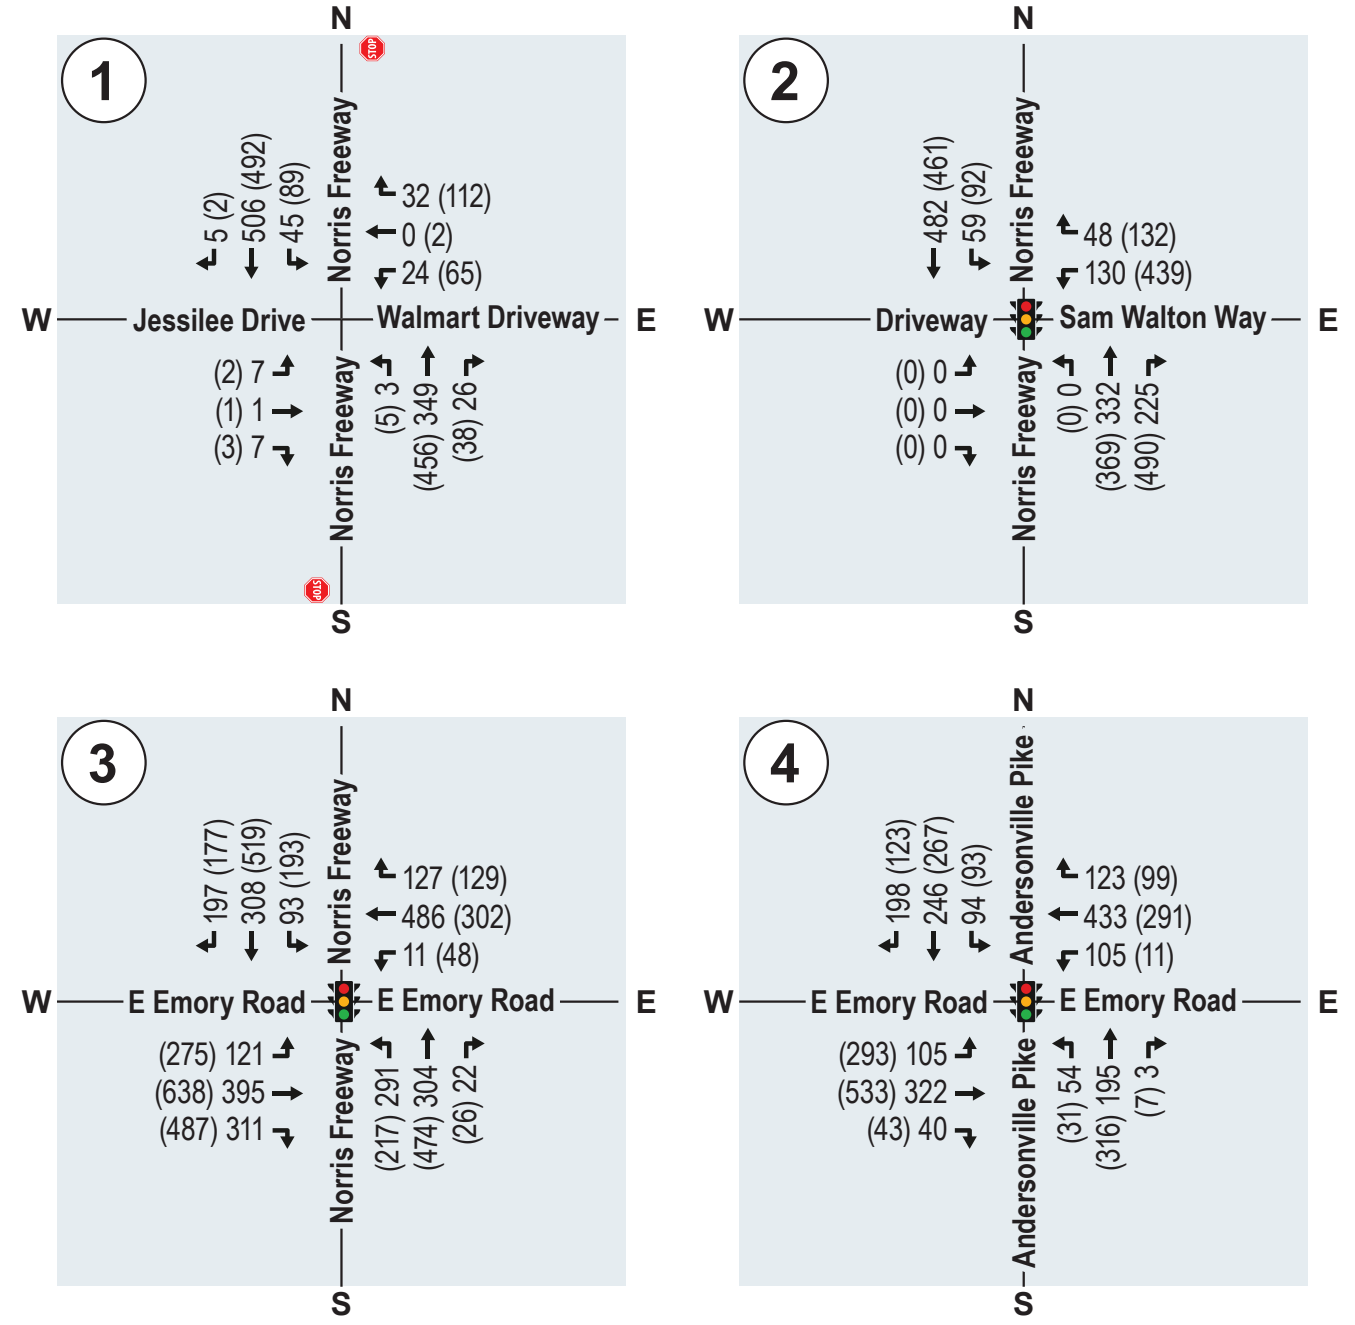 N
1
STOP
5 (2)
506 (492)
45 (89)
Norris Freeway
32 (112)
0 (2)
24 (65)
W
Jessilee Drive
Walmart Driveway
E
(2) 7
(1) 1
(3) 7
Norris Freeway
(5) 3
(456) 349
(38) 26
STOP
S
N
2
482 (461)
59 (92)
Norris Freeway
48 (132)
130 (439)
W
Driveway
Sam Walton Way
E
(0) 0
(0) 0
(0) 0
Norris Freeway
(0) 0
(369) 332
(490) 225
S
N
3
197 (177)
308 (519)
93 (193)
Norris Freeway
127 (129)
486 (302)
11 (48)
W
E Emory Road
E Emory Road
E
(275) 121
(638) 395
(487) 311
Norris Freeway
(217) 291
(474) 304
(26) 22
S
N
4
198 (123)
246 (267)
94 (93)
Andersonville Pike
123 (99)
433 (291)
105 (11)
W
E Emory Road
E Emory Road
E
(293) 105
(533) 322
(43) 40
Andersonville Pike
(31) 54
(316) 195
(7) 3
S